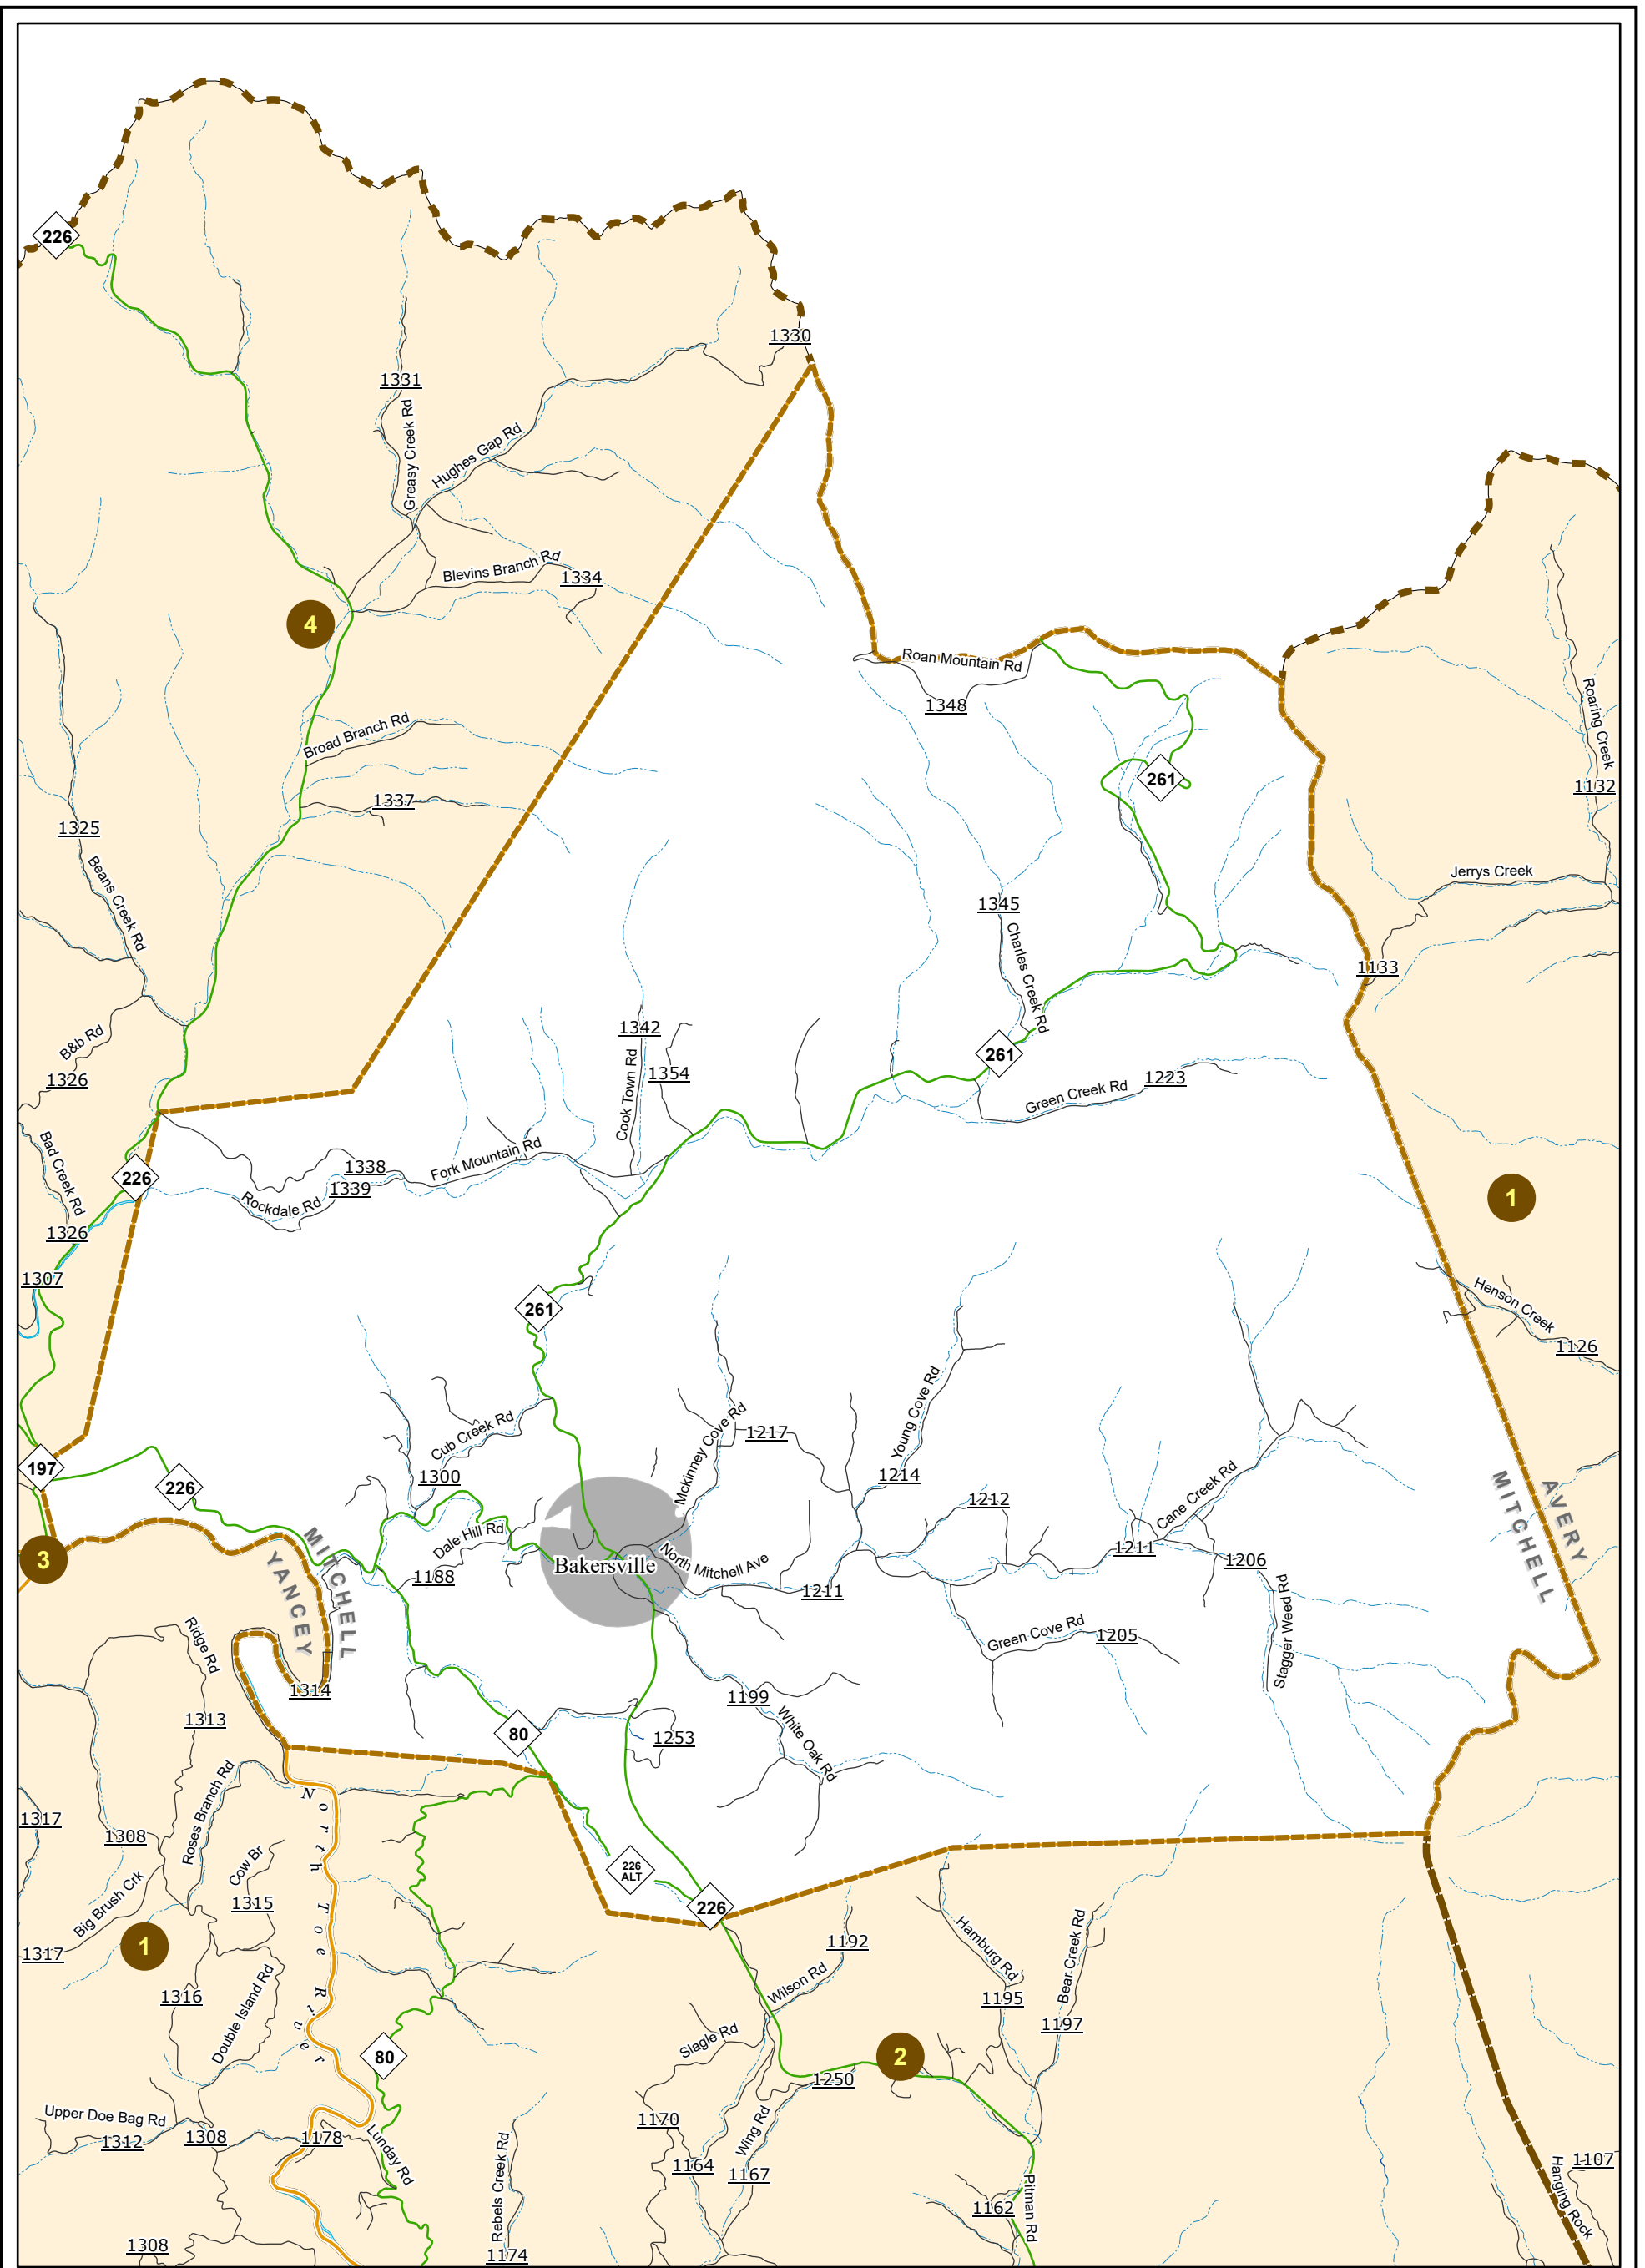 226
1330
1331
Greasy Creek Rd
Hughes Gap Rd
Blevins Branch Rd
1334
4
Roan Mountain Rd
1348
Roaring Creek
1132
Broad Branch Rd
261
1337
1325
Beans Creek Rd
Jerrys Creek
1345
Charles Creek Rd
1133
B&b Rd
1326
1342
1354
Cook Town Rd
261
1223
Green Creek Rd
Bad Creek Rd
226
1338
1339
Fork Mountain Rd
Rockdale Rd
1326
1
1307
261
Henson Creek
1126
Cub Creek Rd
1300
Mckinney Cove Rd
1217
Young Cove Rd
1214
197
226
1212
Cane Creek Rd
1211
AVERY
MITCHELL
3
MITCHELL
YANCEY
Dale Hill Rd
1188
Bakersville
North Mitchell Ave
1211
1206
Stagger Weed Rd
Ridge Rd
Green Cove Rd
1205
1314
1313
1199
White Oak Rd
80
1253
North Toe River
Roses Branch Rd
1317
1308
Cow Br
1315
Big Brush Crk
226
ALT
226
1
1317
1316
Double Island Rd
1192
Wilson Rd
Hamburg Rd
Bear Creek Rd
1195
1197
Slagle Rd
80
2
1250
Upper Doe Bag Rd
1312
1308
1178
Lunday Rd
1170
Wing Rd
1164
1167
Rebels Creek Rd
1174
1162
Pitman Rd
1107
Hanging Rock
1308